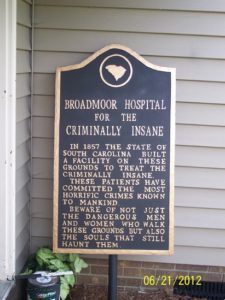 BROADMOOR HOSPITAL
FOR THE
CRIMINALLY INSANE
IN 1857 THE STATE OF
SOUTH CAROLINA BUILT
A FACILITY ON THESE
GROUNDS TO TREAT THE
CRIMINALLY INSANE.
THESE PATIENTS HAVE
COMMITTED THE MOST
HORRIFIC CRIMES KNOWN
TO MANKIND
BEWARE OF NOT JUST
THE DANGEROUS MEN
AND WOMEN WHO WALK
THESE GROUNDS BUT ALSO
THE SOULS THAT STILL
HAUNT THEM
06/21/2012